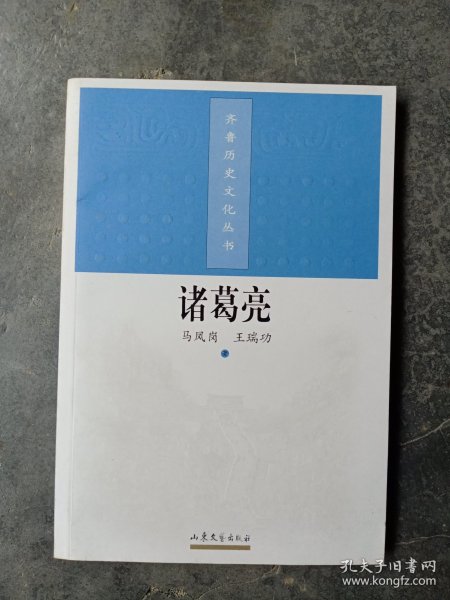 齐鲁历史文化丛书
诸葛亮
马凤岗 王瑞功
著
山东文艺出版社
孔夫子旧书网
www.kongfz.com